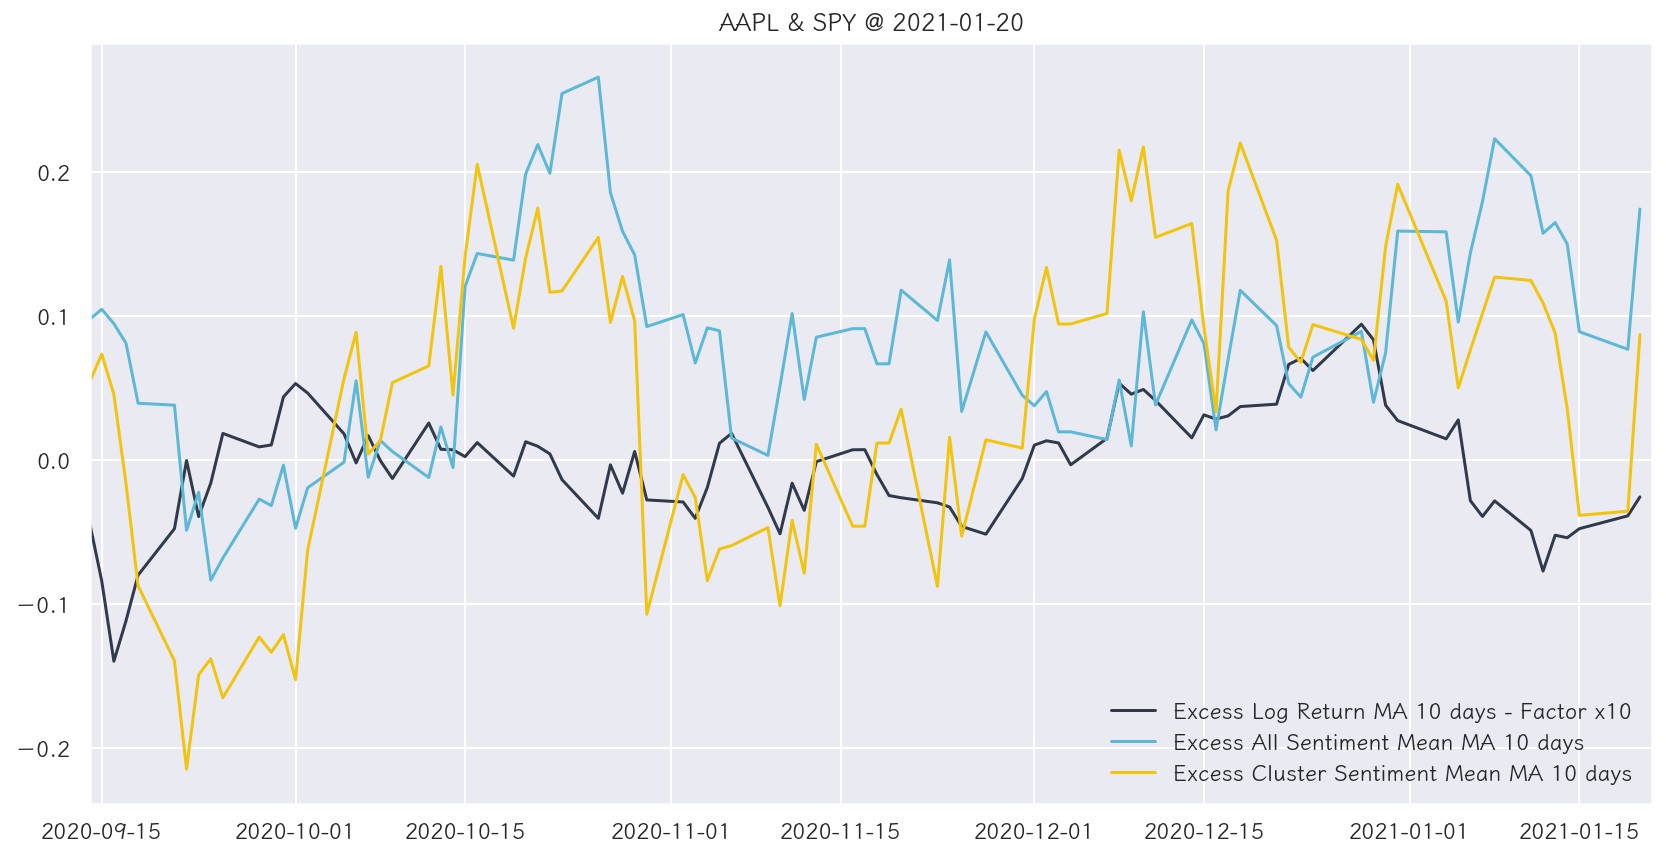 AAPL & SPY @ 2021-01-20
0.2
0.1
0.0
−0.1
−0.2
Excess Log Return MA 10 days - Factor x10
Excess All Sentiment Mean MA 10 days
Excess Cluster Sentiment Mean MA 10 days
2020-09-15 2020-10-01 2020-10-15 2020-11-01 2020-11-15 2020-12-01 2020-12-15 2021-01-01 2021-01-15